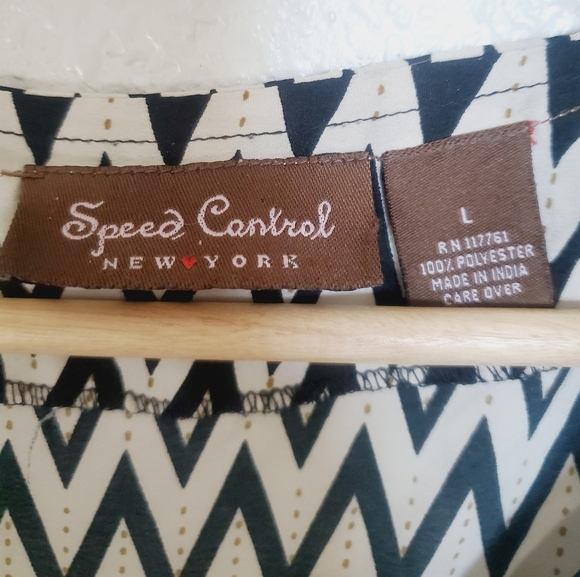 Speed Control
NEW♥YORK
L
RN 117761
100% POLYESTER
MADE IN INDIA
CARE OVER